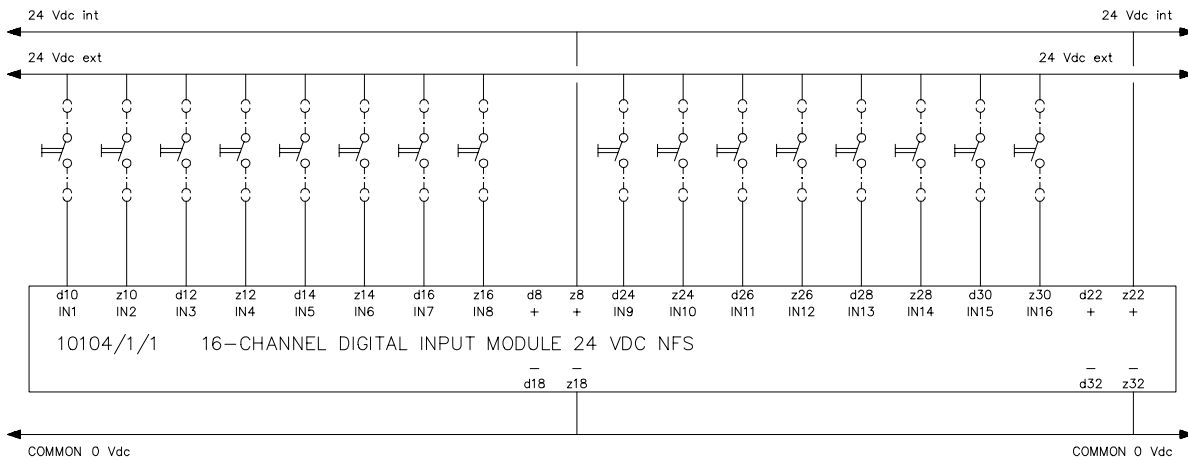 24 Vdc int 24 Vdc int
24 Vdc ext 24 Vdc ext
d10 z10 d12 z12 d14 z14 d16 z16 d8 z8 d24 z24 d26 z26 d28 z28 d30 z30 d22 z22
IN1 IN2 IN3 IN4 IN5 IN6 IN7 IN8 + + IN9 IN10 IN11 IN12 IN13 IN14 IN15 IN16 + +
10104/1/1 16-CHANNEL DIGITAL INPUT MODULE 24 VDC NFS
– – – –
d18 z18 d32 z32
COMMON 0 Vdc COMMON 0 Vdc